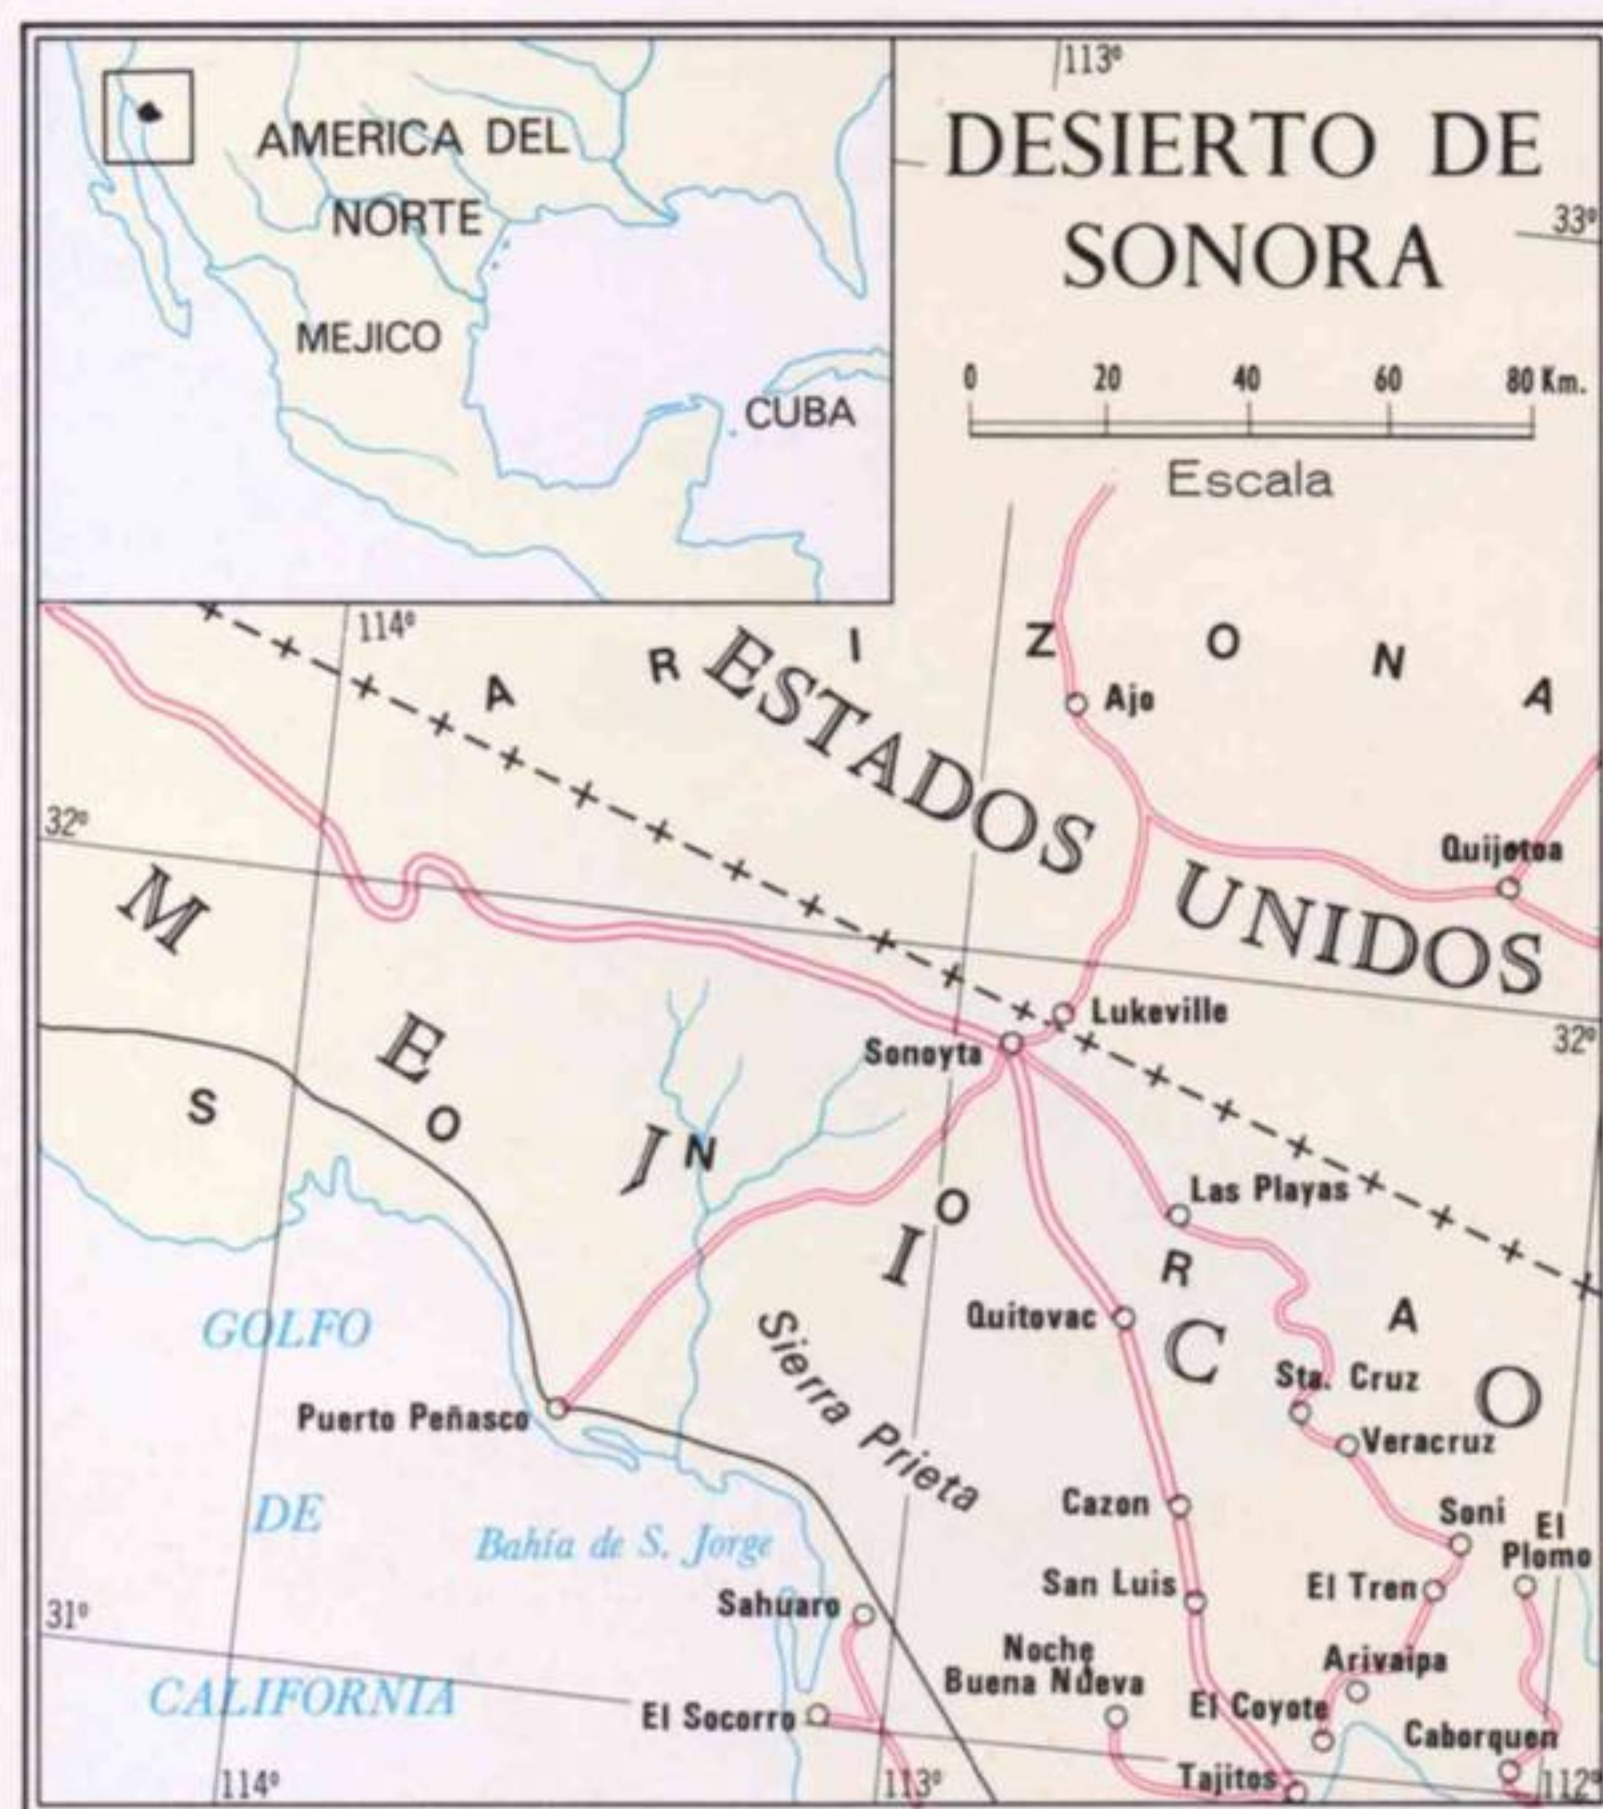 113°
DESIERTO DE
SONORA
33°
AMERICA DEL
NORTE
MEJICO
CUBA
0 20 40 60 80 Km.
Escala
114°
ARIZONA
ESTADOS UNIDOS
Ajo
32°
Quijotoa
MEJICO
Lukeville
Sonoyta
32°
SONORA
Las Playas
Quitovac
Sta. Cruz
Veracruz
GOLFO
DE
CALIFORNIA
Puerto Peñasco
Sierra Prieta
Cazon
Soni
El
Plomo
Bahía de S. Jorge
San Luis
El Tren
Sahuaro
31°
Noche
Buena Nueva
Arivaipa
El Socorro
El Coyote
Caborquen
Tajitos
114°
113°
112°